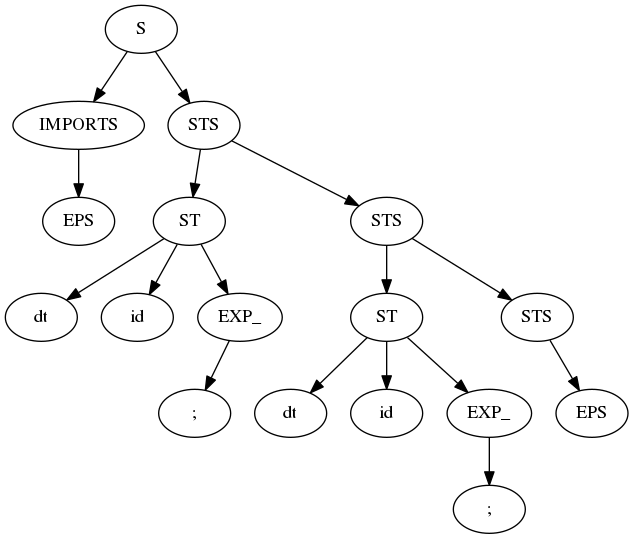 S
IMPORTS STS
EPS ST STS
dt id EXP_ ST STS
; dt id EXP_ EPS
;